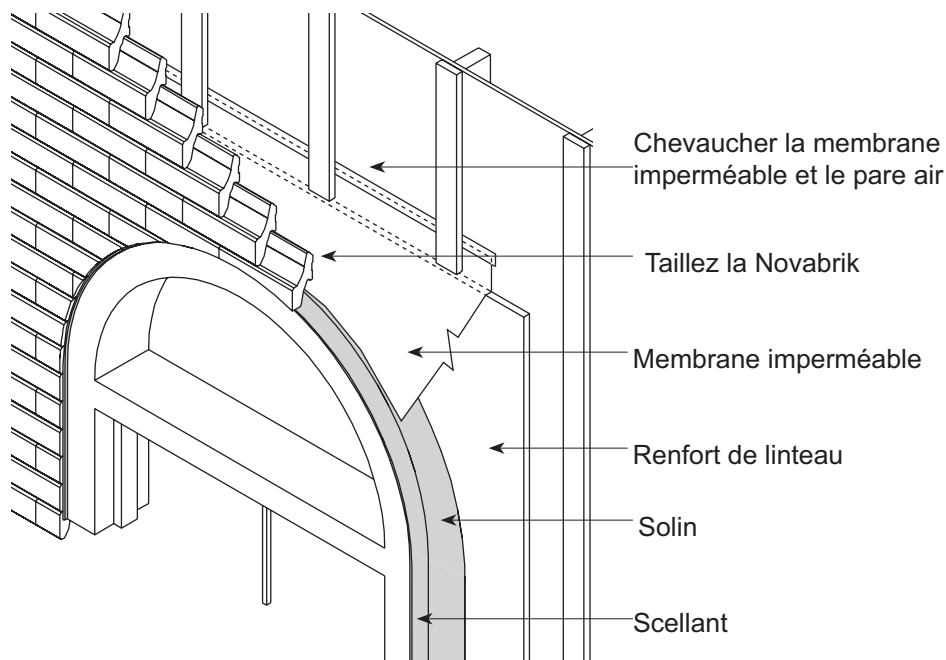 Chevaucher la membrane
imperméable et le pare air
Taillez la Novabrik
Membrane imperméable
Renfort de linteau
Solin
Scellant